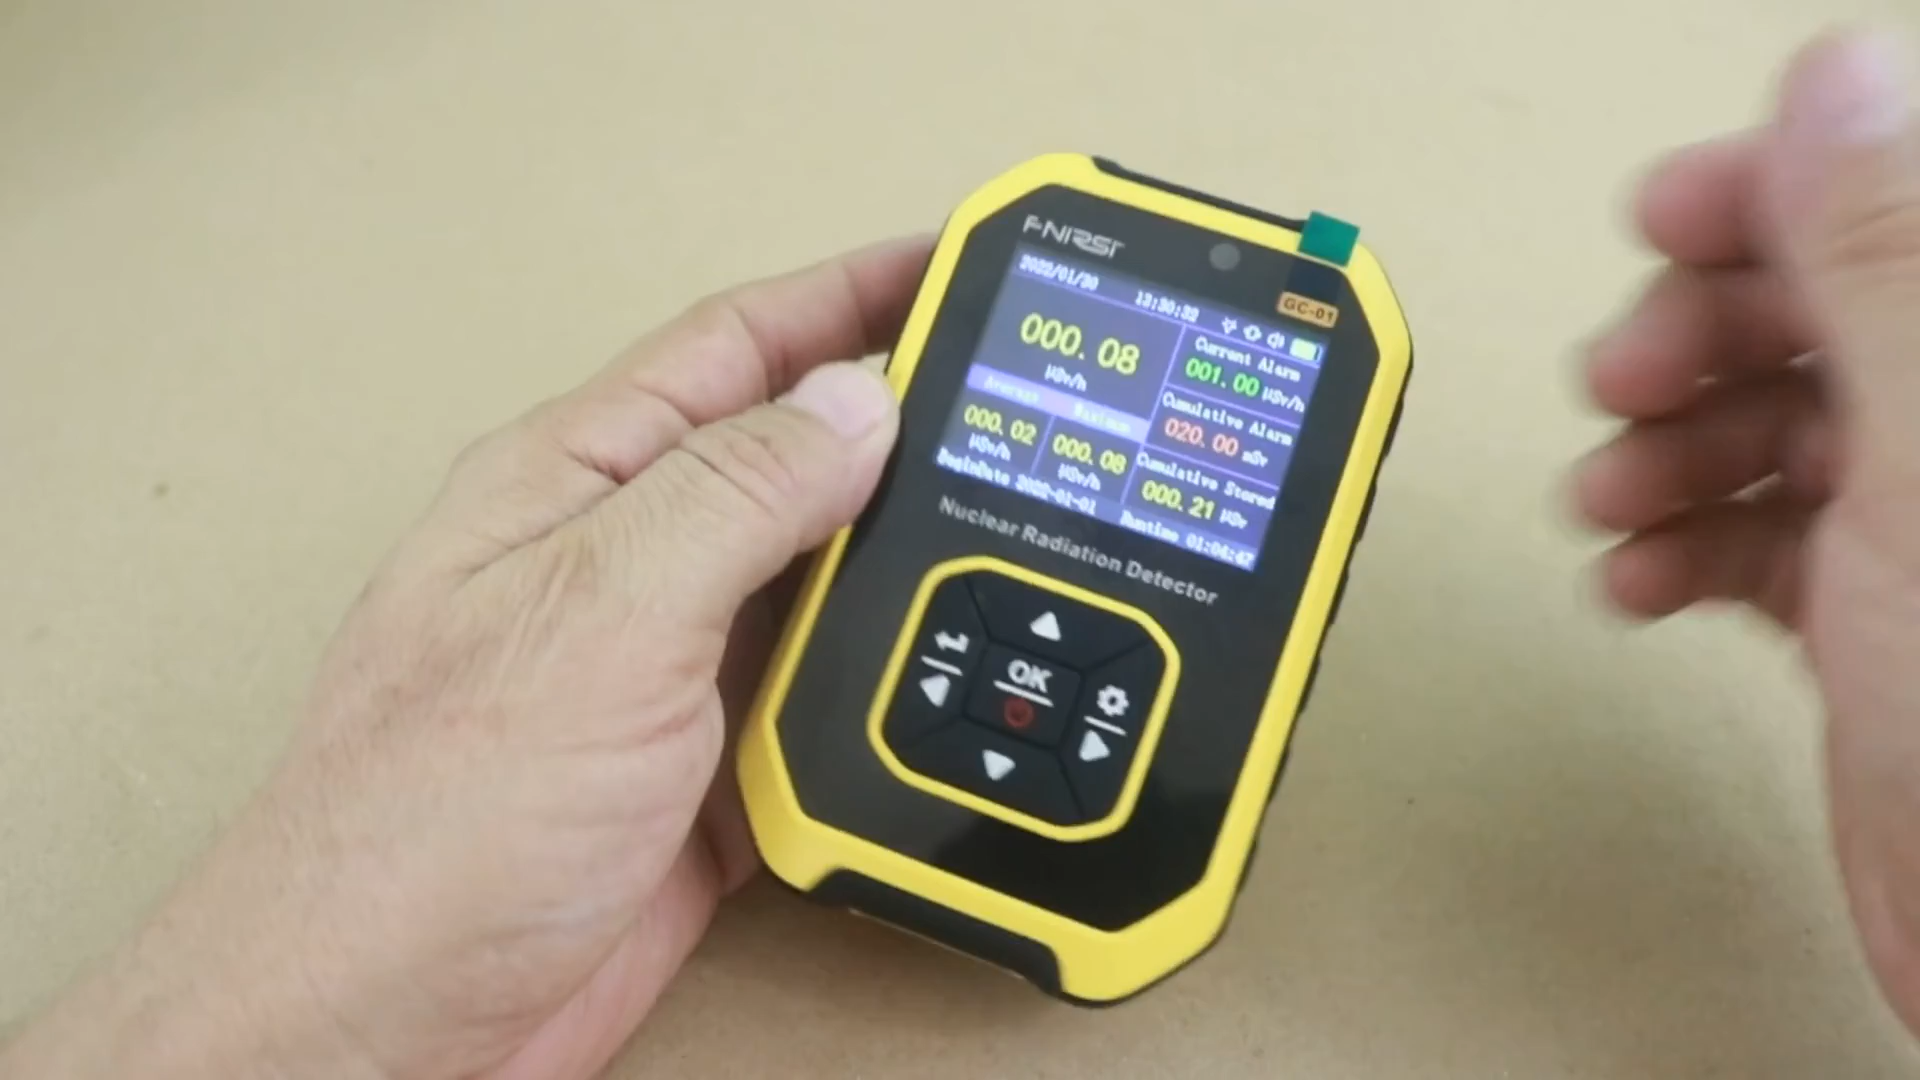 FNIRSI
GC-01
2022/01/30 12:30:32
000.08
μSv/h
Average Maximum
000.02 000.08
μSv/h μSv/h
Current Alarm
001.00 μSv/h
Cumulative Alarm
020.00 mSv
Cumulative Stored
000.21 μSv
BeginDate 2022-01-01 Runtime 01:04:47
Nuclear Radiation Detector
OK